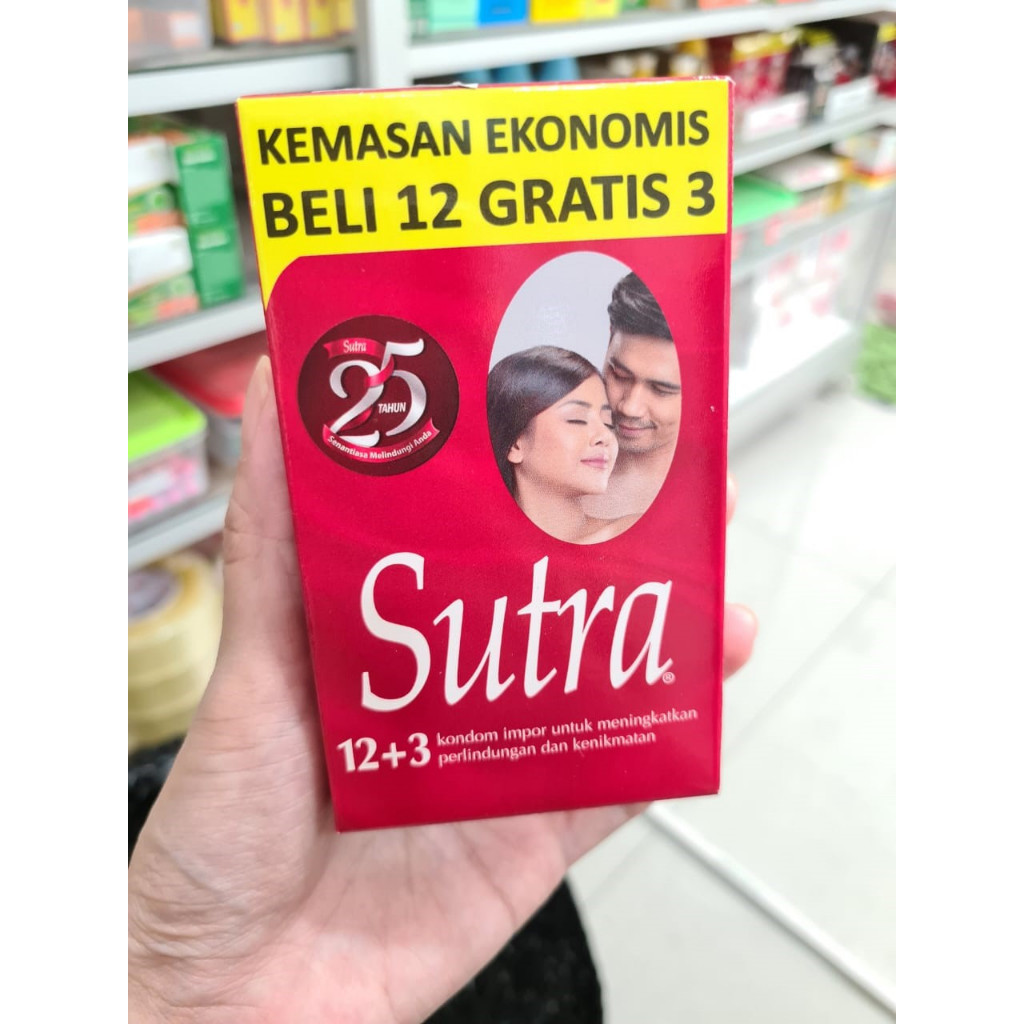 KEMASAN EKONOMIS
BELI 12 GRATIS 3
Sutra
25
TAHUN
Senantiasa Melindungi Anda
Sutra®
12+3 kondom impor untuk meningkatkan
perlindungan dan kenikmatan